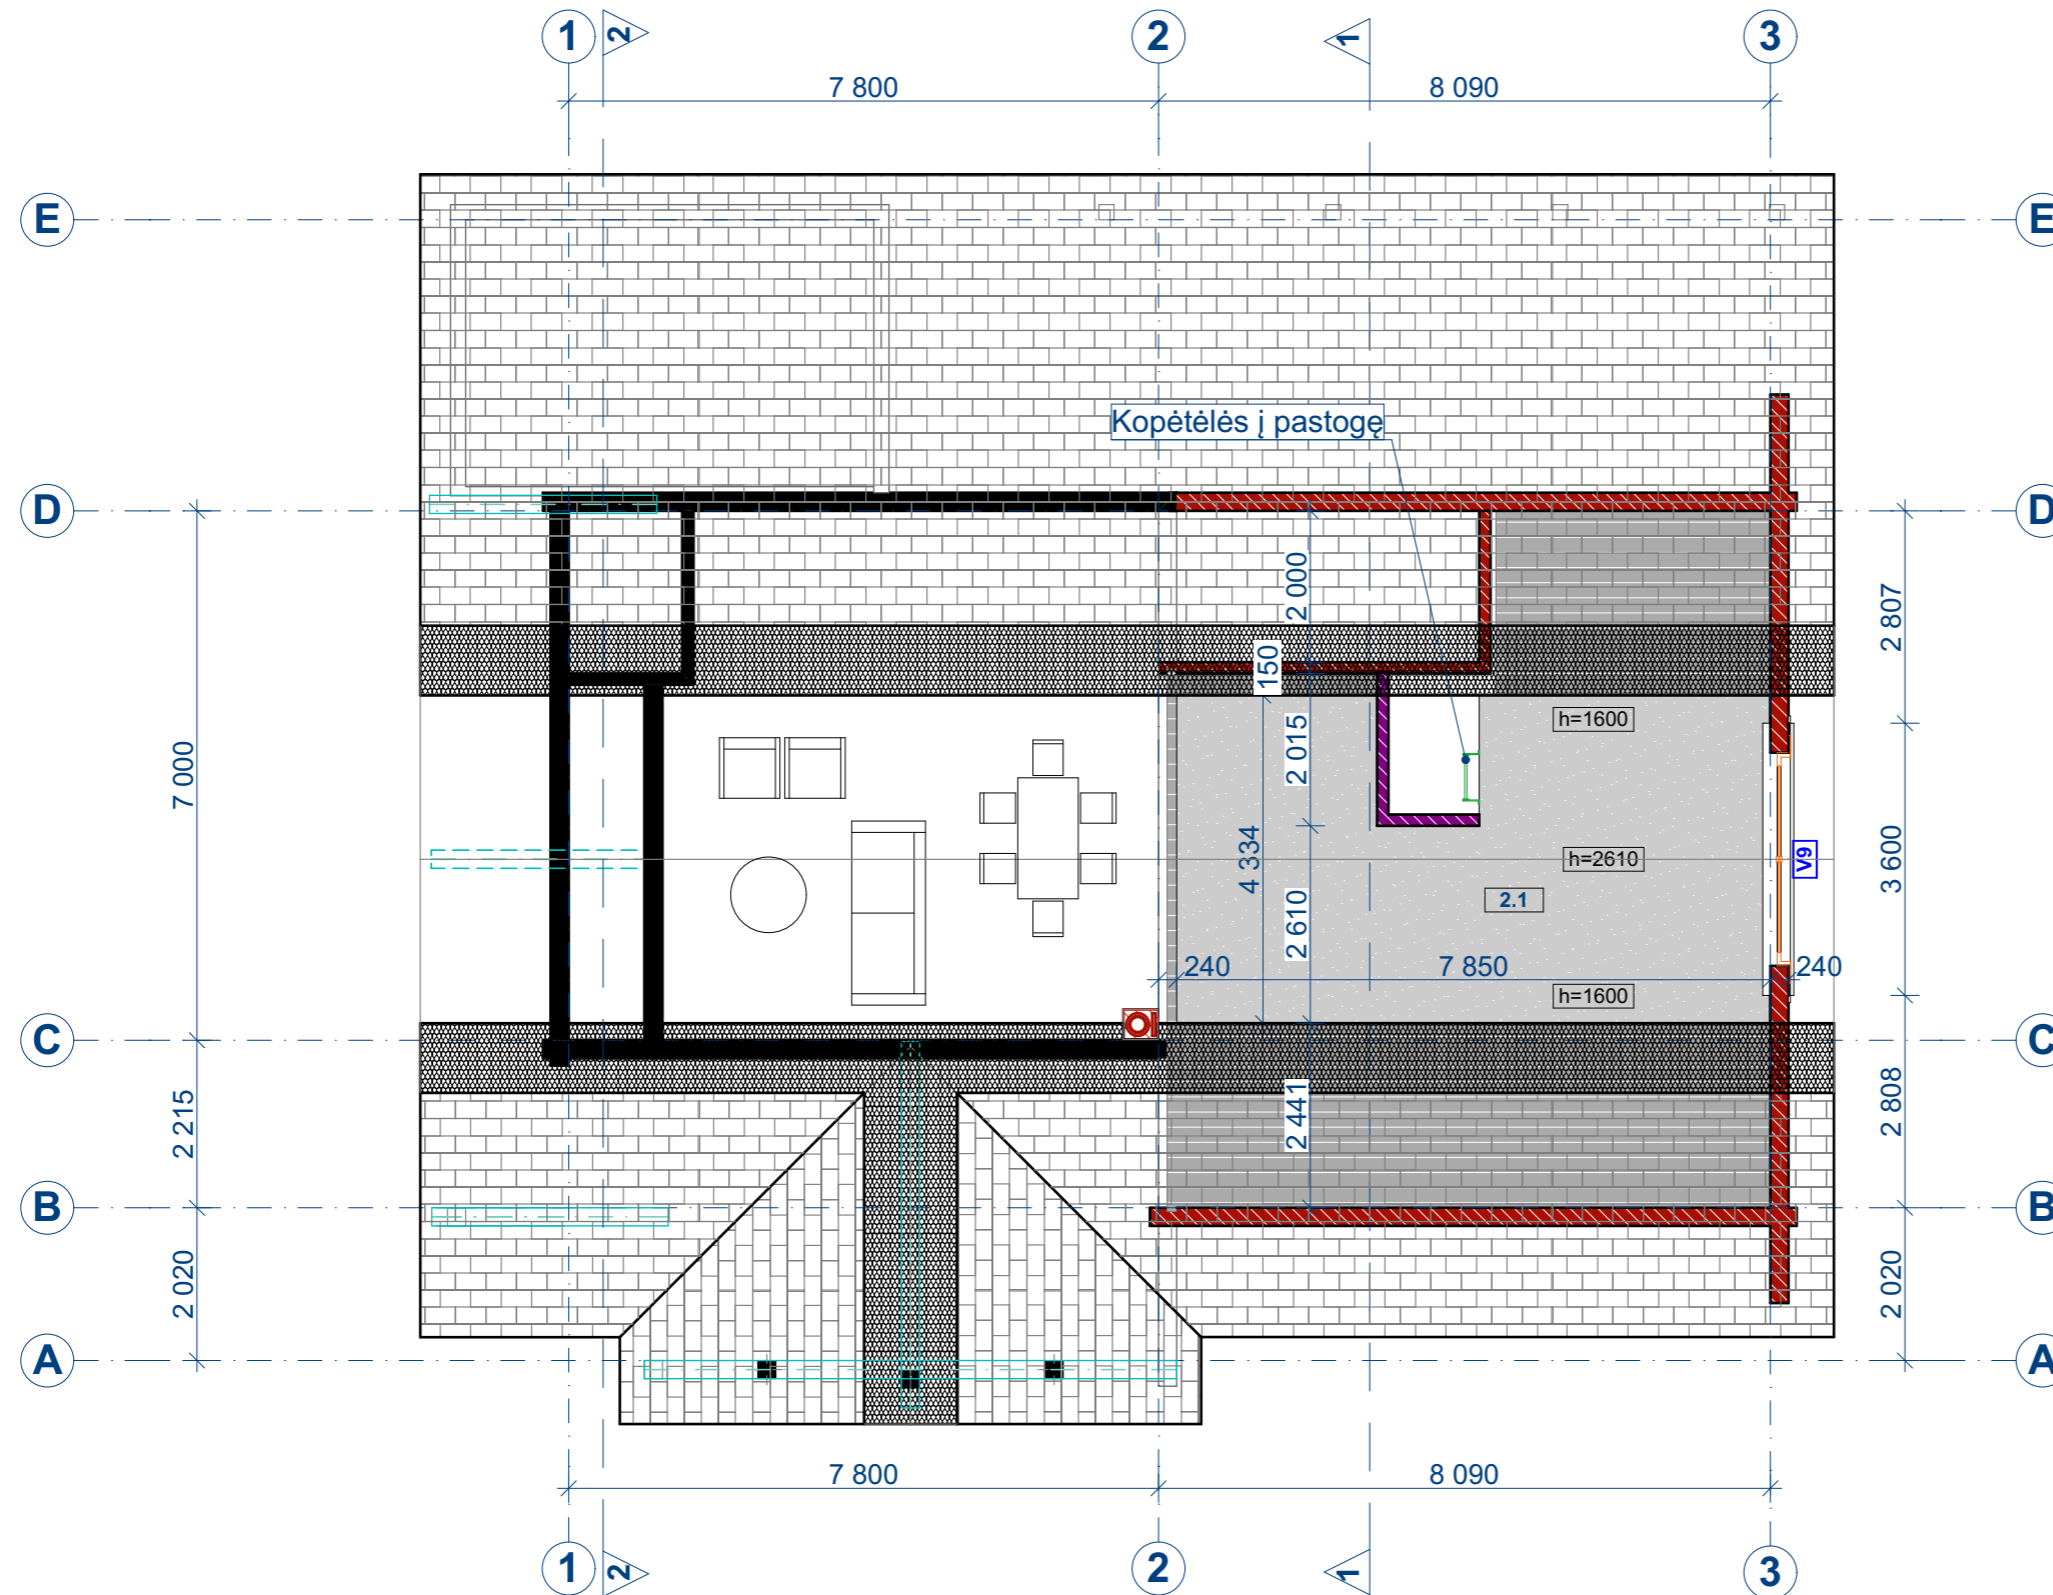 1 2 2 1 3
7 800 8 090
E E
Kopėtėlės į pastogę
D D
2 000
2 807
150
h=1600
2 015
7 000
4 334
h=2610
V9
3 600
2.1
2 610
240 7 850 240
h=1600
C C
2 441
2 215
2 808
B B
2 020 2 020
A A
7 800 8 090
1 2 2 1 3